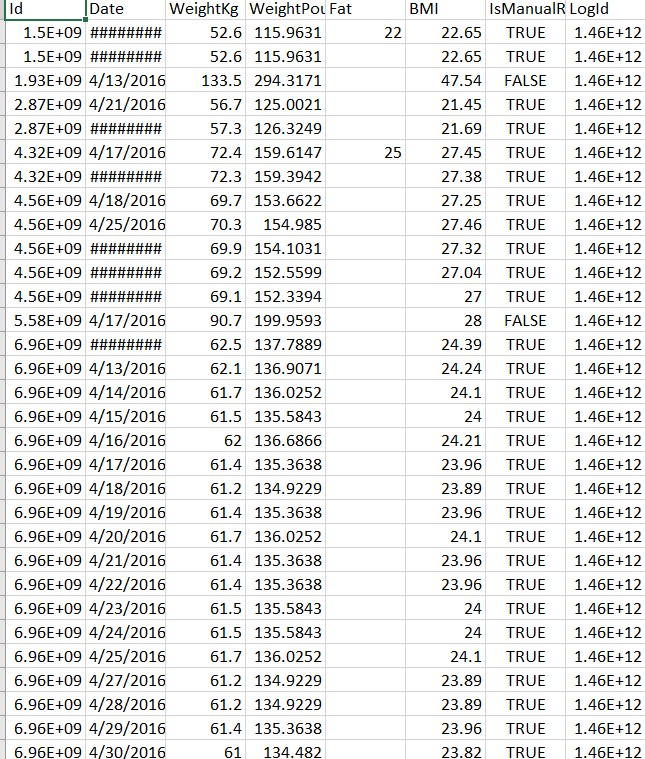 Id Date WeightKg WeightPou Fat BMI IsManualR LogId
1.5E+09 ######## 52.6 115.9631 22 22.65 TRUE 1.46E+12
1.5E+09 ######## 52.6 115.9631 22.65 TRUE 1.46E+12
1.93E+09 4/13/2016 133.5 294.3171 47.54 FALSE 1.46E+12
2.87E+09 4/21/2016 56.7 125.0021 21.45 TRUE 1.46E+12
2.87E+09 ######## 57.3 126.3249 21.69 TRUE 1.46E+12
4.32E+09 4/17/2016 72.4 159.6147 25 27.45 TRUE 1.46E+12
4.32E+09 ######## 72.3 159.3942 27.38 TRUE 1.46E+12
4.56E+09 4/18/2016 69.7 153.6622 27.25 TRUE 1.46E+12
4.56E+09 4/25/2016 70.3 154.985 27.46 TRUE 1.46E+12
4.56E+09 ######## 69.9 154.1031 27.32 TRUE 1.46E+12
4.56E+09 ######## 69.2 152.5599 27.04 TRUE 1.46E+12
4.56E+09 ######## 69.1 152.3394 27 TRUE 1.46E+12
5.58E+09 4/17/2016 90.7 199.9593 28 FALSE 1.46E+12
6.96E+09 ######## 62.5 137.7889 24.39 TRUE 1.46E+12
6.96E+09 4/13/2016 62.1 136.9071 24.24 TRUE 1.46E+12
6.96E+09 4/14/2016 61.7 136.0252 24.1 TRUE 1.46E+12
6.96E+09 4/15/2016 61.5 135.5843 24 TRUE 1.46E+12
6.96E+09 4/16/2016 62 136.6866 24.21 TRUE 1.46E+12
6.96E+09 4/17/2016 61.4 135.3638 23.96 TRUE 1.46E+12
6.96E+09 4/18/2016 61.2 134.9229 23.89 TRUE 1.46E+12
6.96E+09 4/19/2016 61.4 135.3638 23.96 TRUE 1.46E+12
6.96E+09 4/20/2016 61.7 136.0252 24.1 TRUE 1.46E+12
6.96E+09 4/21/2016 61.4 135.3638 23.96 TRUE 1.46E+12
6.96E+09 4/22/2016 61.4 135.3638 23.96 TRUE 1.46E+12
6.96E+09 4/23/2016 61.5 135.5843 24 TRUE 1.46E+12
6.96E+09 4/24/2016 61.5 135.5843 24 TRUE 1.46E+12
6.96E+09 4/25/2016 61.7 136.0252 24.1 TRUE 1.46E+12
6.96E+09 4/27/2016 61.2 134.9229 23.89 TRUE 1.46E+12
6.96E+09 4/28/2016 61.2 134.9229 23.89 TRUE 1.46E+12
6.96E+09 4/29/2016 61.4 135.3638 23.96 TRUE 1.46E+12
6.96E+09 4/30/2016 61 134.482 23.82 TRUE 1.46E+12